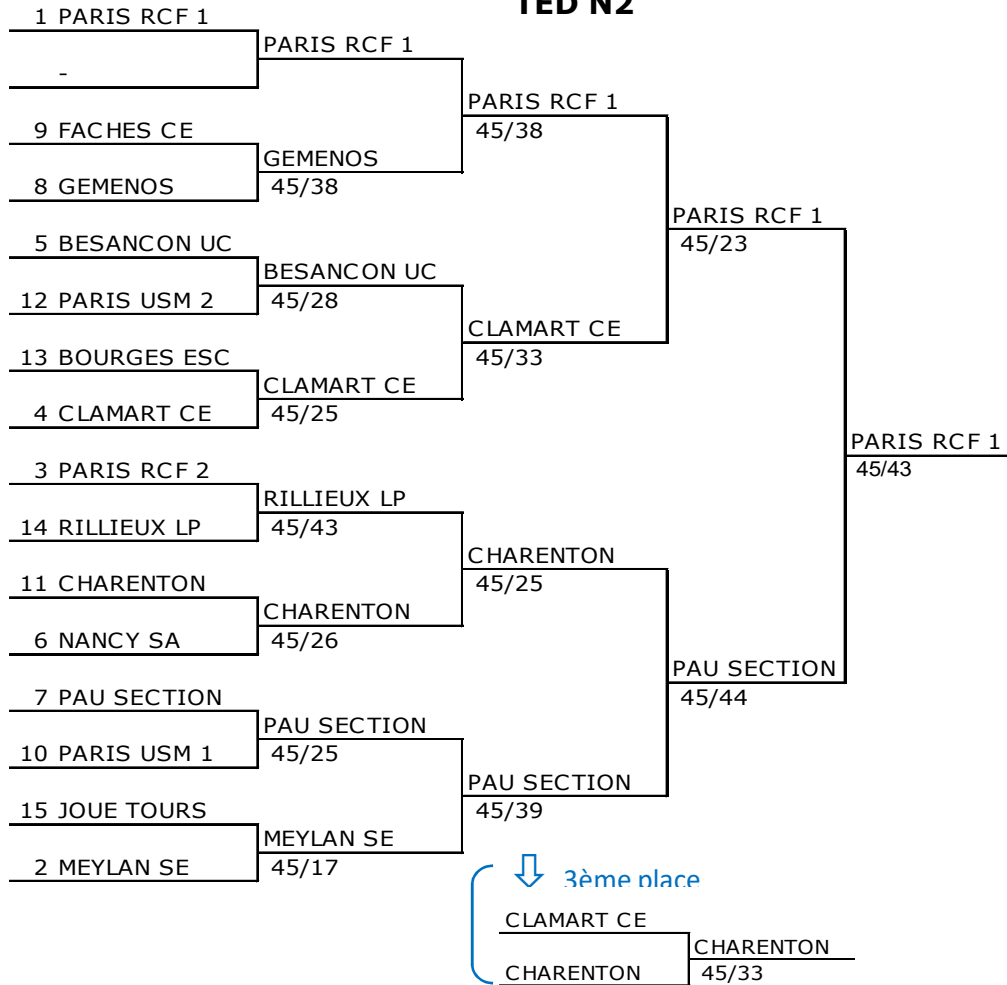 TED N2
1 PARIS RCF 1
-
9 FACHES CE
8 GEMENOS
5 BESANCON UC
12 PARIS USM 2
13 BOURGES ESC
4 CLAMART CE
3 PARIS RCF 2
14 RILLIEUX LP
11 CHARENTON
6 NANCY SA
7 PAU SECTION
10 PARIS USM 1
15 JOUE TOURS
2 MEYLAN SE
PARIS RCF 1
GEMENOS
45/38
BESANCON UC
45/28
CLAMART CE
45/25
RILLIEUX LP
45/43
CHARENTON
45/26
PAU SECTION
45/25
MEYLAN SE
45/17
PARIS RCF 1
45/38
CLAMART CE
45/33
CHARENTON
45/25
PAU SECTION
45/39
PARIS RCF 1
45/23
PAU SECTION
45/44
PARIS RCF 1
45/43
3ème place
CLAMART CE
CHARENTON
CHARENTON
45/33